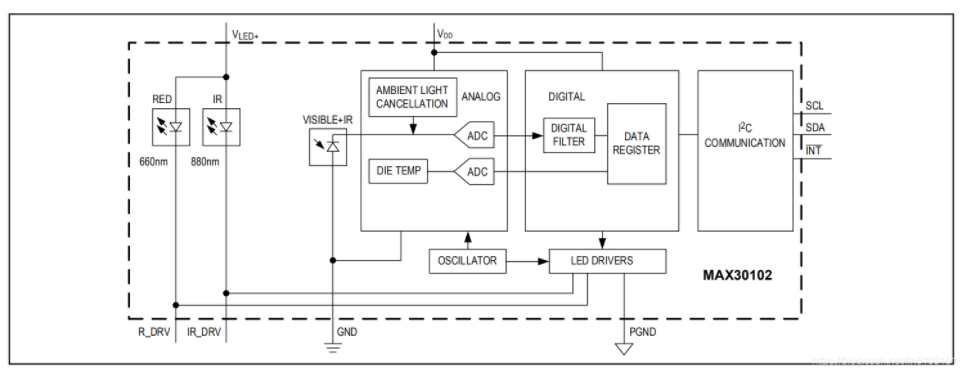 VLED+
VDD
RED
IR
660nm
880nm
VISIBLE+IR
AMBIENT LIGHT
CANCELLATION
ANALOG
ADC
DIE TEMP
ADC
DIGITAL
DIGITAL
FILTER
DATA
REGISTER
I2C
COMMUNICATION
SCL
SDA
INT
OSCILLATOR
LED DRIVERS
MAX30102
R_DRV
IR_DRV
GND
PGND